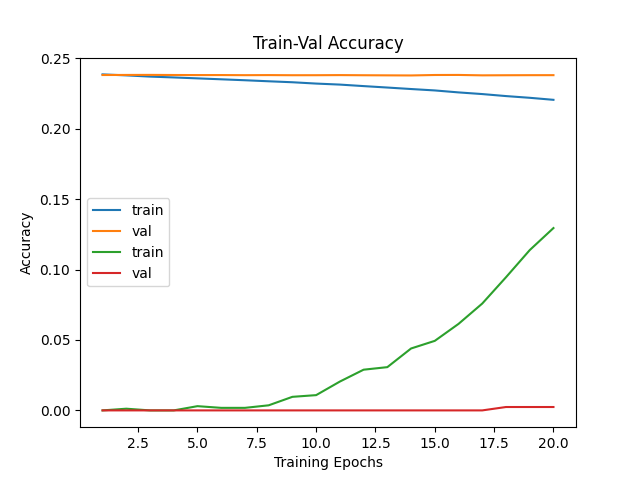 Train-Val Accuracy
0.25
0.20
0.15
0.10
0.05
0.00
Accuracy
train
val
train
val
2.5 5.0 7.5 10.0 12.5 15.0 17.5 20.0
Training Epochs